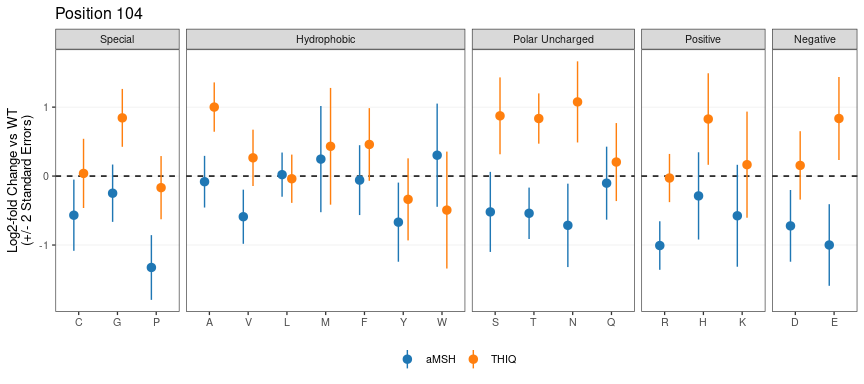 Position 104
Special Hydrophobic Polar Uncharged Positive Negative
Log2-fold Change vs WT
(+/- 2 Standard Errors)
1
0
-1
C G P A V L M F Y W S T N Q R H K D E
aMSH THIQ